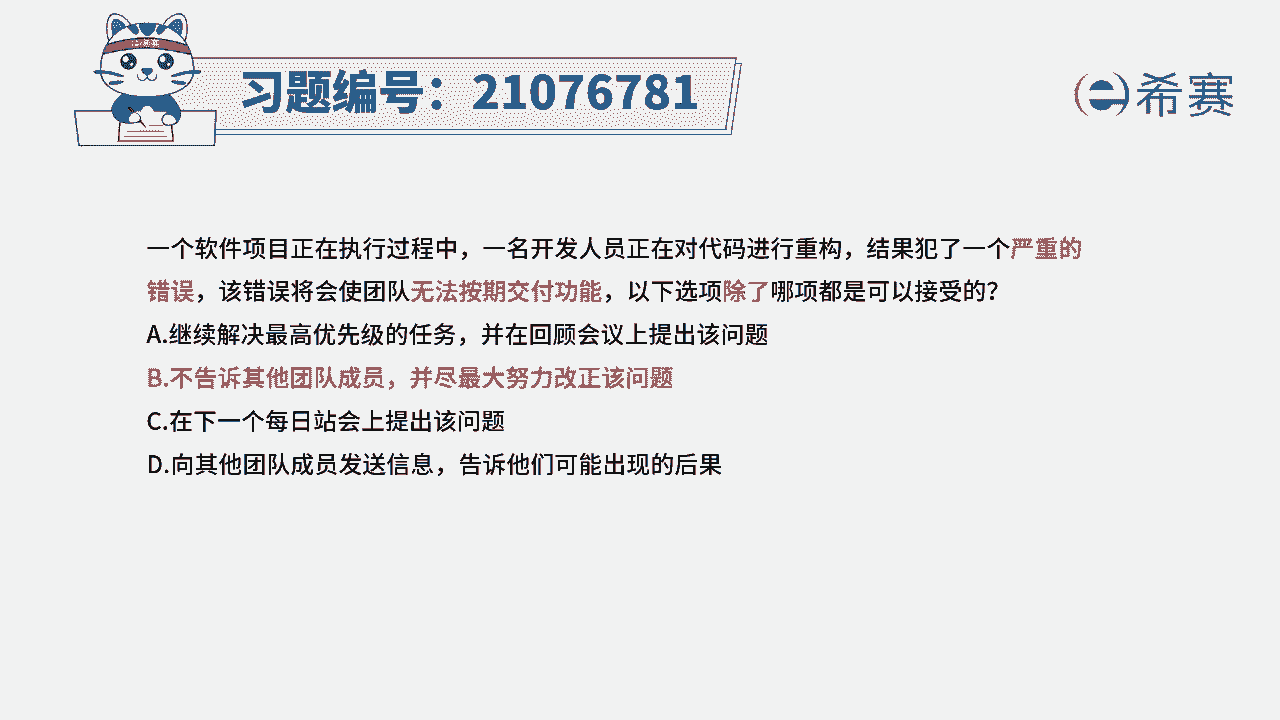 习题编号：21076781
希赛
一个软件项目正在执行过程中，一名开发人员正在对代码进行重构，结果犯了一个严重的
错误，该错误将会使团队无法按期交付功能，以下选项除了哪项都是可以接受的？
A.继续解决最高优先级的任务，并在回顾会议上提出该问题
B.不告诉其他团队成员，并尽最大努力改正该问题
C.在下一个每日站会上提出该问题
D.向其他团队成员发送信息，告诉他们可能出现的后果